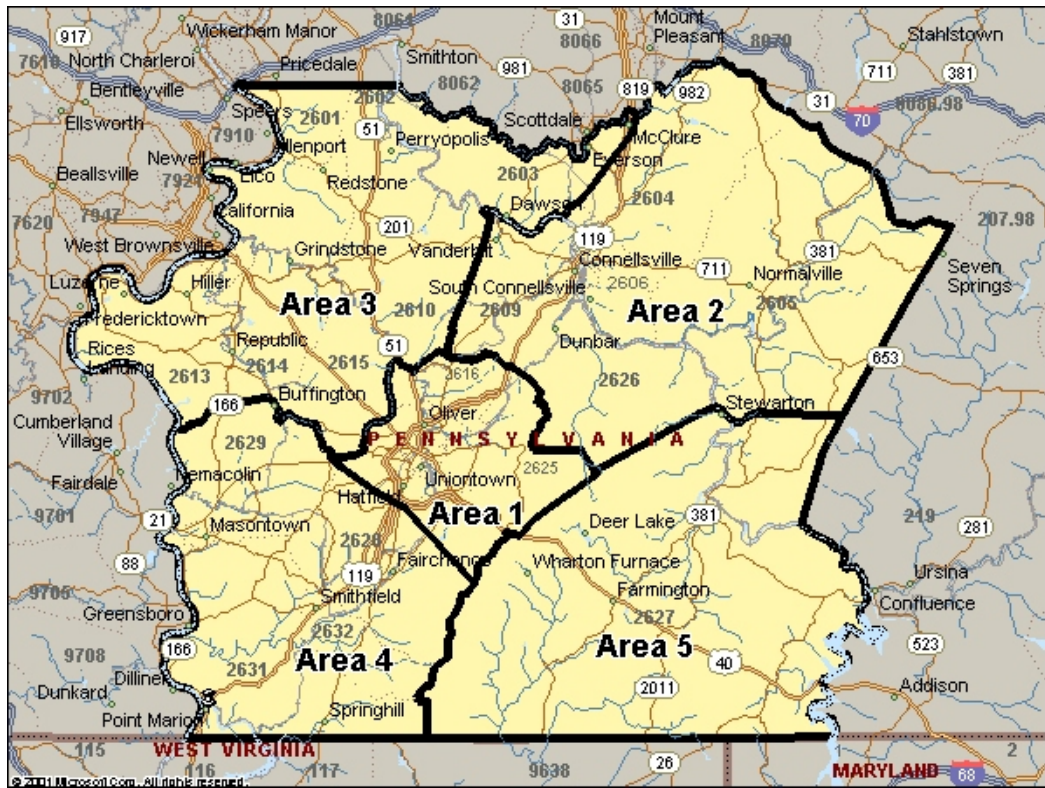 Wickerham Manor
8064
31
Mount
Pleasant
8066
8070
Stahlstown
917
7610
North Charleroi
Pricedale
Smithton
981
8062
8065
711
381
Bentleyville
2602
819
982
31
8086.98
Ellsworth
Speers
2601
51
Perryopolis
Scottdale
70
7910
Allenport
McClure
Newell
Everson
Beallsville
7924
Elco
Redstone
2603
2604
California
Dawson
7620
7947
201
207.98
West Brownsville
Grindstone
Vanderbilt
119
381
Connellsville
711
Normalville
Seven
Springs
Luzerne
Hiller
South Connellsville
2606
2605
Area 3
2610
2609
Area 2
Fredericktown
Republic
Dunbar
Rices
Landing
51
653
2613
2614
2615
2616
2626
9702
166
Buffington
Stewarton
Cumberland
Village
2629
Oliver
PENNSYLVANIA
Fairdale
Nemacolin
Uniontown
2625
Hatfield
9701
21
Masontown
Area 1
Deer Lake
381
219
281
88
2628
Fairchance
Wharton Furnace
9705
119
Smithfield
Farmington
Ursina
Confluence
Greensboro
2632
2627
166
Area 4
Area 5
523
9708
2631
40
Dilliner
2011
Addison
Dunkard
Point Marion
Springhill
115
WEST VIRGINIA
2
116
117
9638
26
MARYLAND
68
© 2001 Microsoft Corp. All rights reserved.